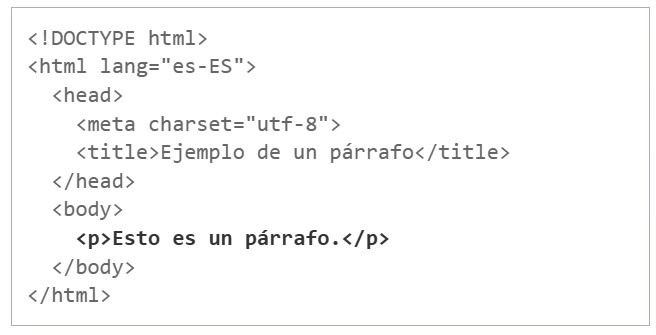 <!DOCTYPE html>
<html lang="es-ES">
  <head>
    <meta charset="utf-8">
    <title>Ejemplo de un párrafo</title>
  </head>
  <body>
    <p>Esto es un párrafo.</p>
  </body>
</html>